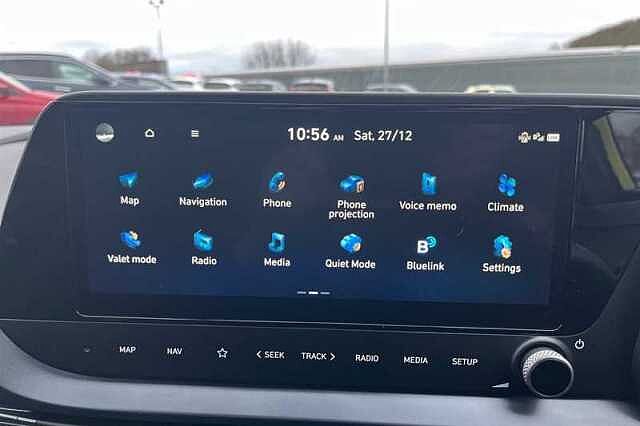 10:56 AM Sat, 27/12
Map Navigation Phone Phone projection Voice memo Climate
Valet mode Radio Media Quiet Mode Bluelink Settings
MAP NAV < SEEK TRACK > RADIO MEDIA SETUP